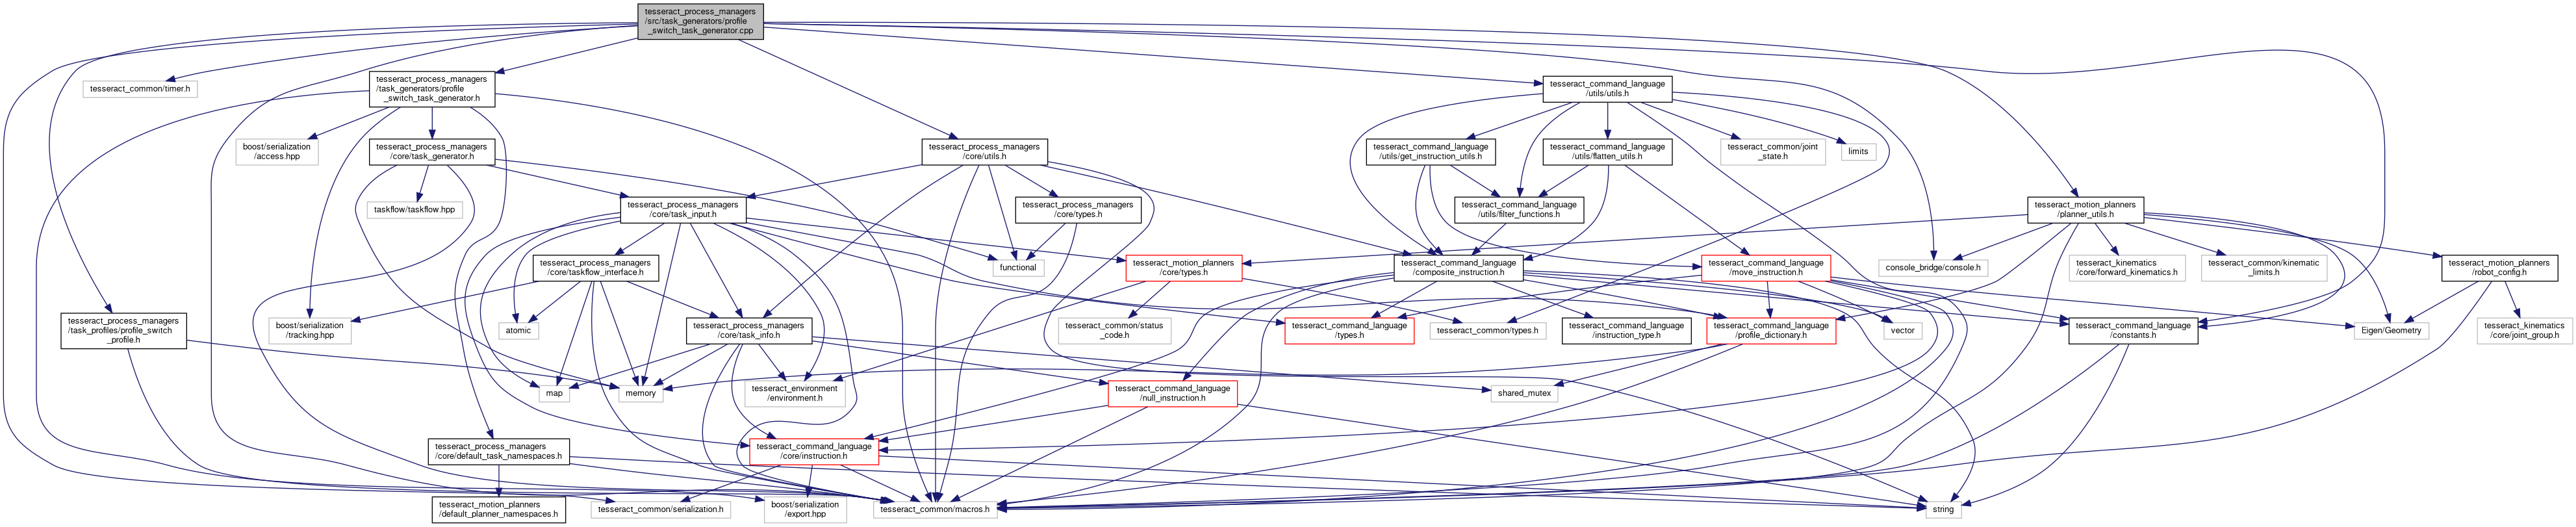 tesseract_process_managers
/src/task_generators/profile
_switch_task_generator.cpp
tesseract_common/timer.h
tesseract_process_managers
/task_generators/profile
_switch_task_generator.h
tesseract_command_language
/utils/utils.h
boost/serialization
/access.hpp
tesseract_process_managers
/core/task_generator.h
tesseract_process_managers
/core/utils.h
tesseract_command_language
/utils/get_instruction_utils.h
tesseract_command_language
/utils/flatten_utils.h
tesseract_common/joint
_state.h
limits
taskflow/taskflow.hpp
tesseract_process_managers
/core/task_input.h
tesseract_process_managers
/core/types.h
tesseract_command_language
/utils/filter_functions.h
tesseract_motion_planners
/planner_utils.h
tesseract_process_managers
/core/taskflow_interface.h
functional
tesseract_motion_planners
/core/types.h
tesseract_command_language
/composite_instruction.h
tesseract_command_language
/move_instruction.h
console_bridge/console.h
tesseract_kinematics
/core/forward_kinematics.h
tesseract_common/kinematic
_limits.h
tesseract_motion_planners
/robot_config.h
tesseract_process_managers
/task_profiles/profile_switch
_profile.h
boost/serialization
/tracking.hpp
atomic
tesseract_process_managers
/core/task_info.h
tesseract_common/status
_code.h
tesseract_command_language
/types.h
tesseract_common/types.h
tesseract_command_language
/instruction_type.h
tesseract_command_language
/profile_dictionary.h
vector
tesseract_command_language
/constants.h
Eigen/Geometry
tesseract_kinematics
/core/joint_group.h
map
memory
tesseract_environment
/environment.h
tesseract_command_language
/null_instruction.h
shared_mutex
tesseract_process_managers
/core/default_task_namespaces.h
tesseract_command_language
/core/instruction.h
tesseract_motion_planners
/default_planner_namespaces.h
tesseract_common/serialization.h
boost/serialization
/export.hpp
tesseract_common/macros.h
string